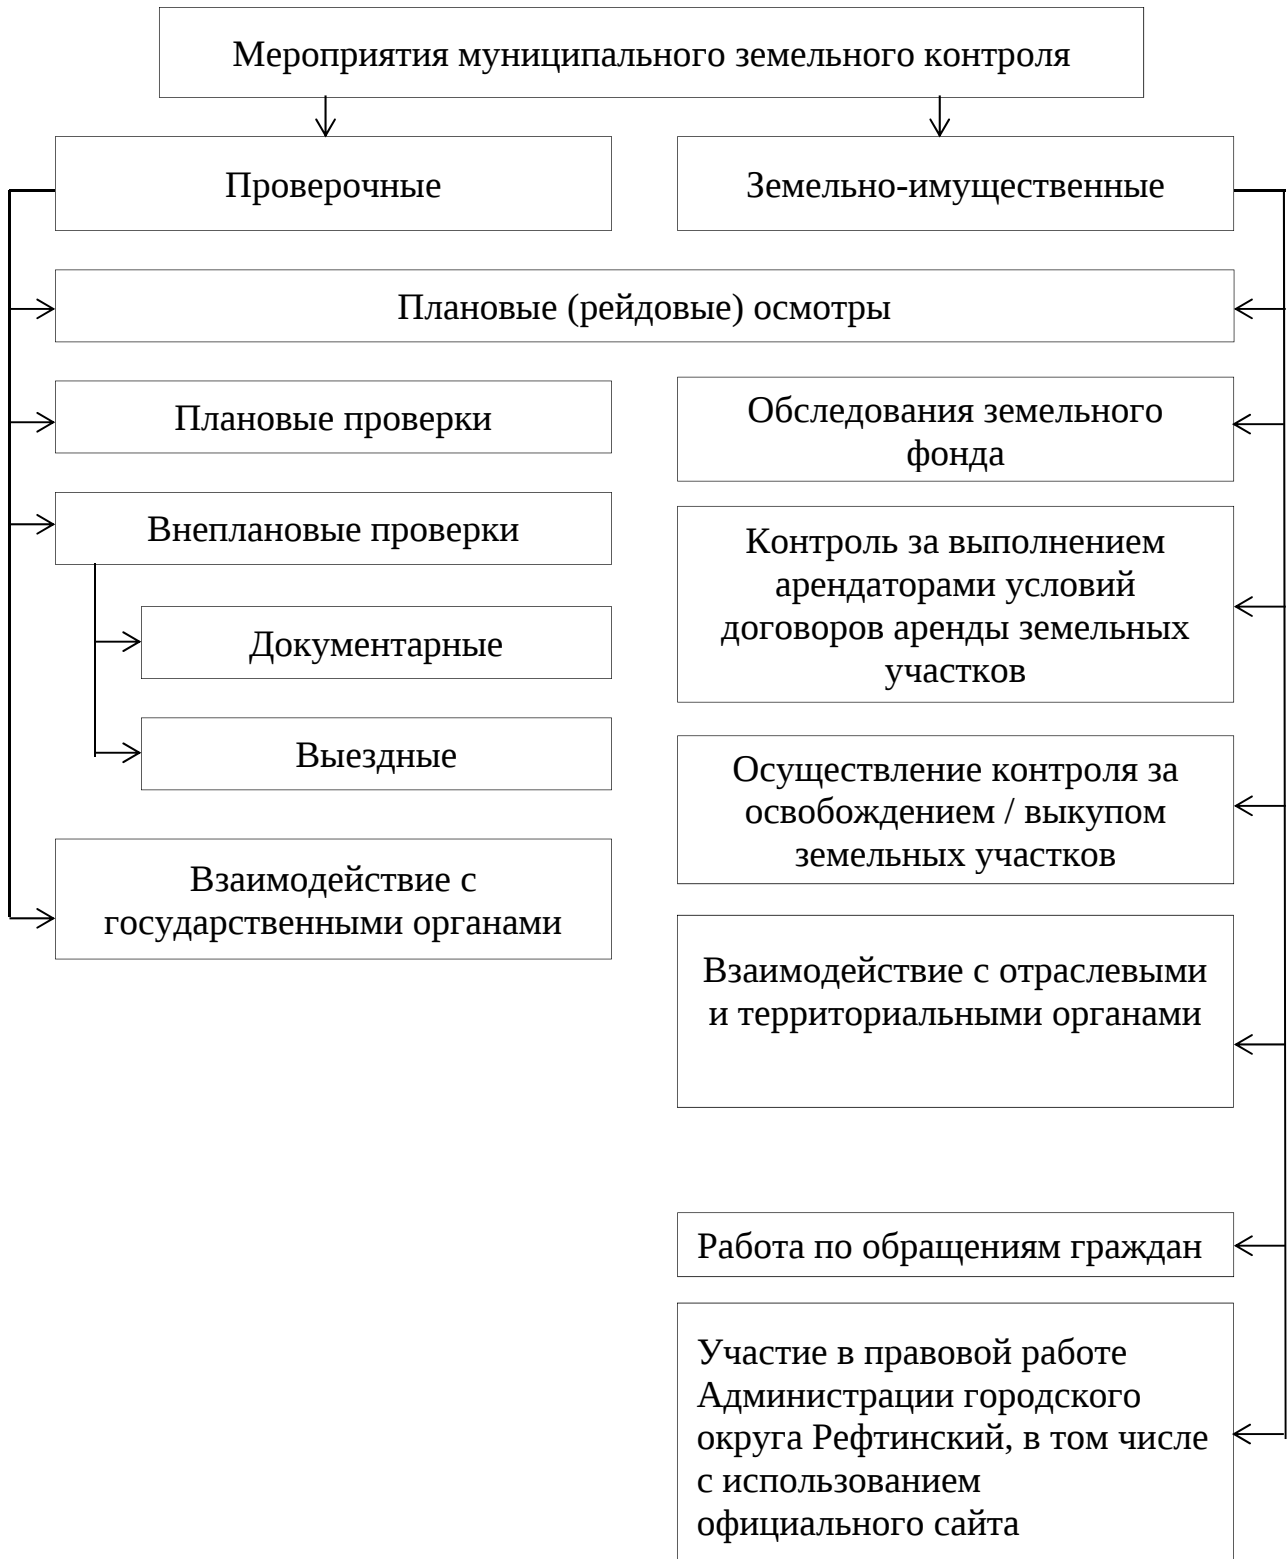 Мероприятия муниципального земельного контроля
Проверочные
Земельно-имущественные
Плановые (рейдовые) осмотры
Плановые проверки
Обследования земельного
фонда
Внеплановые проверки
Контроль за выполнением
арендаторами условий
договоров аренды земельных
участков
Документарные
Выездные
Осуществление контроля за
освобождением / выкупом
земельных участков
Взаимодействие с
государственными органами
Взаимодействие с отраслевыми
и территориальными органами
Работа по обращениям граждан
Участие в правовой работе
Администрации городского
округа Рефтинский, в том числе
с использованием
официального сайта